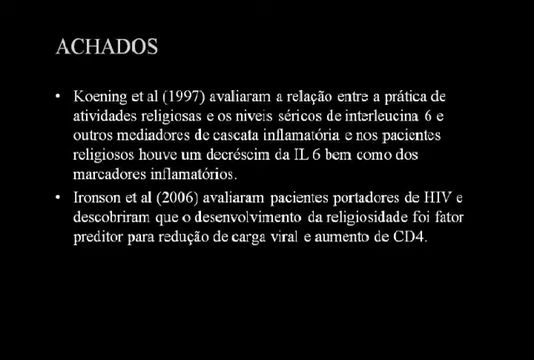 ACHADOS
• Koening et al (1997) avaliaram a relação entre a prática de
atividades religiosas e os niveis séricos de interleucina 6 e
outros mediadores de cascata inflamatória e nos pacientes
religiosos houve um decréscim da IL 6 bem como dos
marcadores inflamatórios.
• Ironson et al (2006) avaliaram pacientes portadores de HIV e
descobriram que o desenvolvimento da religiosidade foi fator
preditor para redução de carga viral e aumento de CD4.